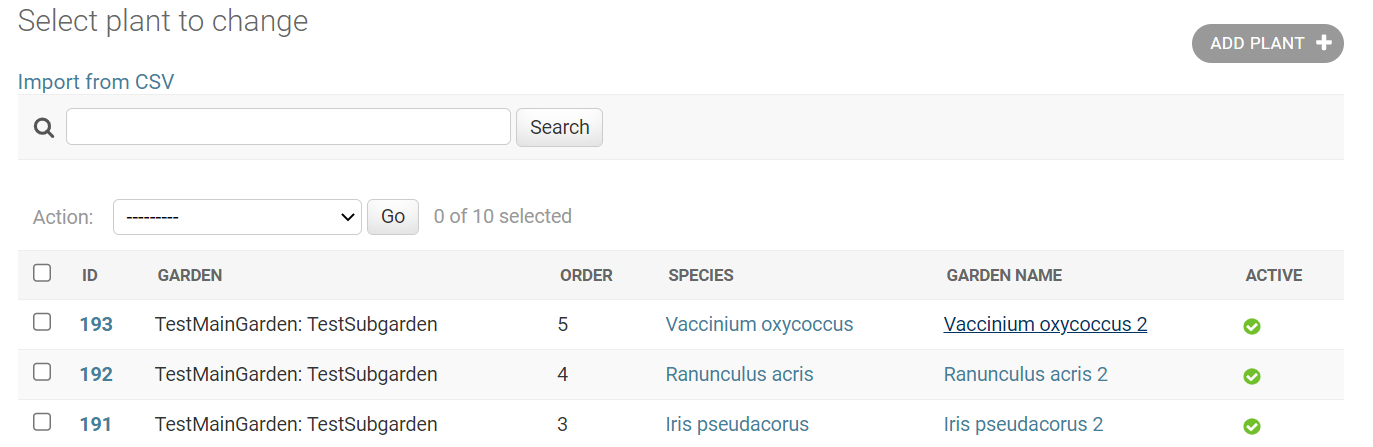 Select plant to change
ADD PLANT +
Import from CSV
Search
Action: --------- Go 0 of 10 selected
ID GARDEN ORDER SPECIES GARDEN NAME ACTIVE
193 TestMainGarden: TestSubgarden 5 Vaccinium oxycoccus Vaccinium oxycoccus 2
192 TestMainGarden: TestSubgarden 4 Ranunculus acris Ranunculus acris 2
191 TestMainGarden: TestSubgarden 3 Iris pseudacorus Iris pseudacorus 2